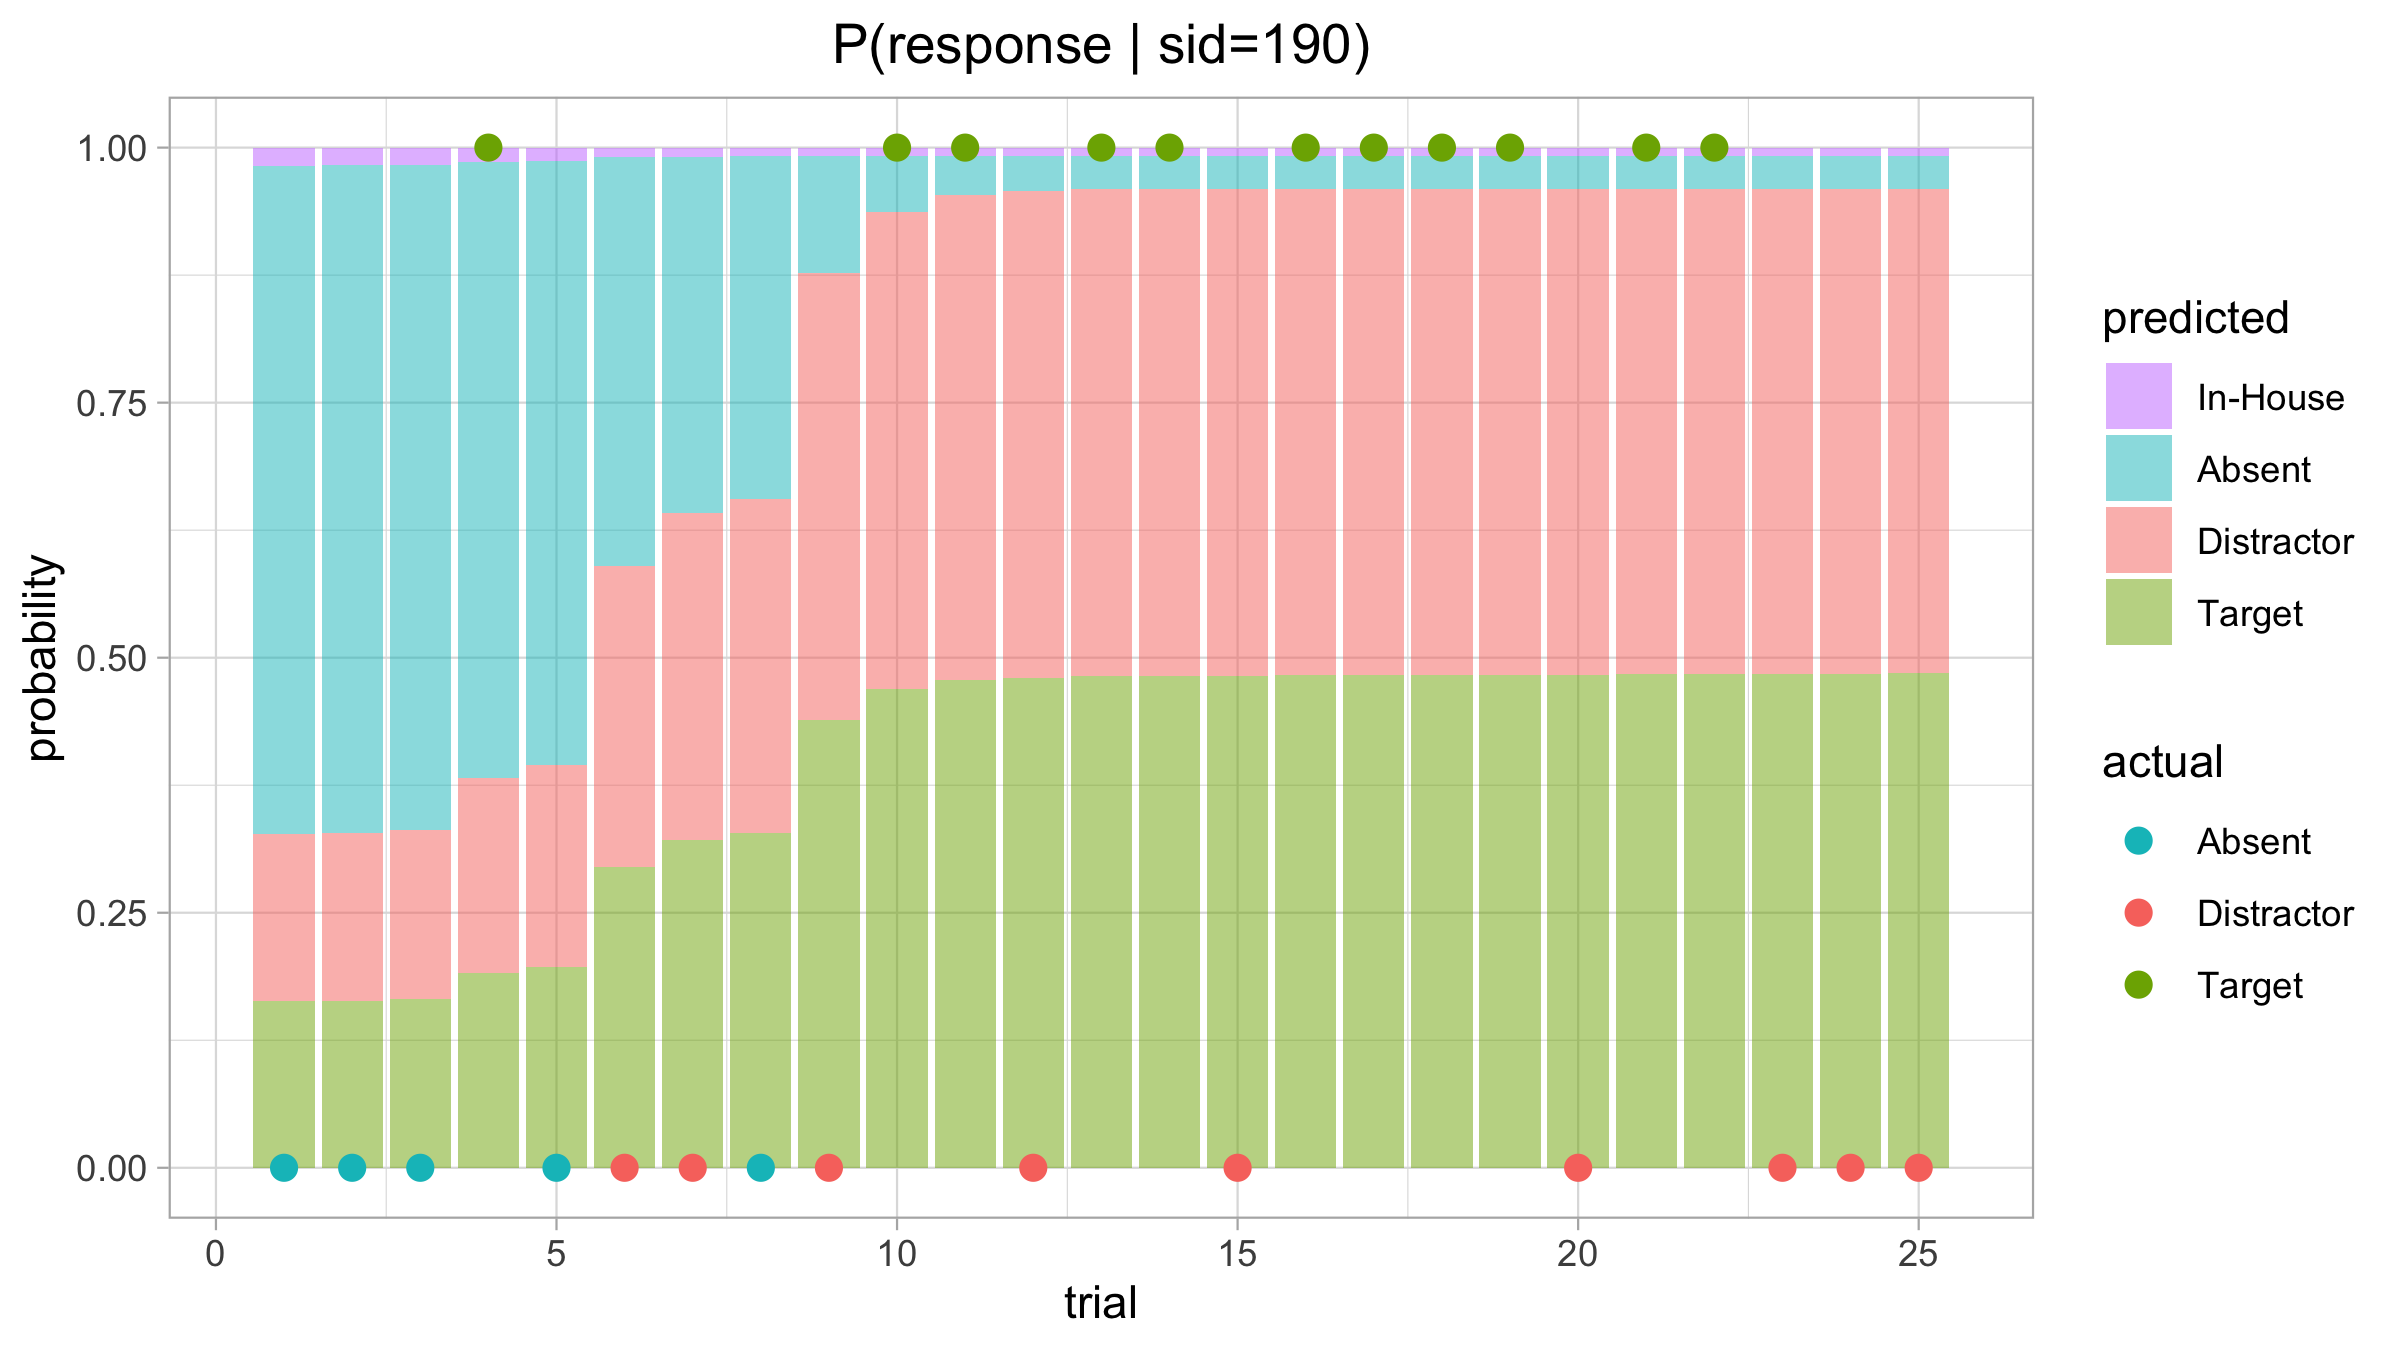 P(response | sid=190)
1.00
0.75
0.50
0.25
0.00
probability
0 5 10 15 20 25
trial
predicted
In-House
Absent
Distractor
Target
actual
Absent
Distractor
Target